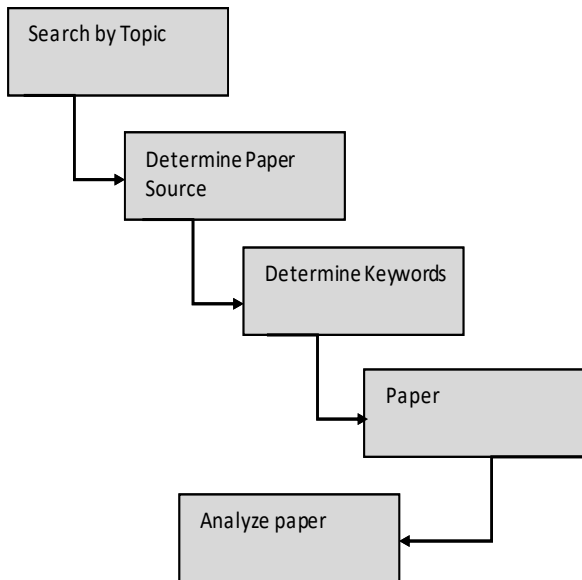 Search by Topic
Determine Paper
Source
Determine Keywords
Paper
Analyze paper